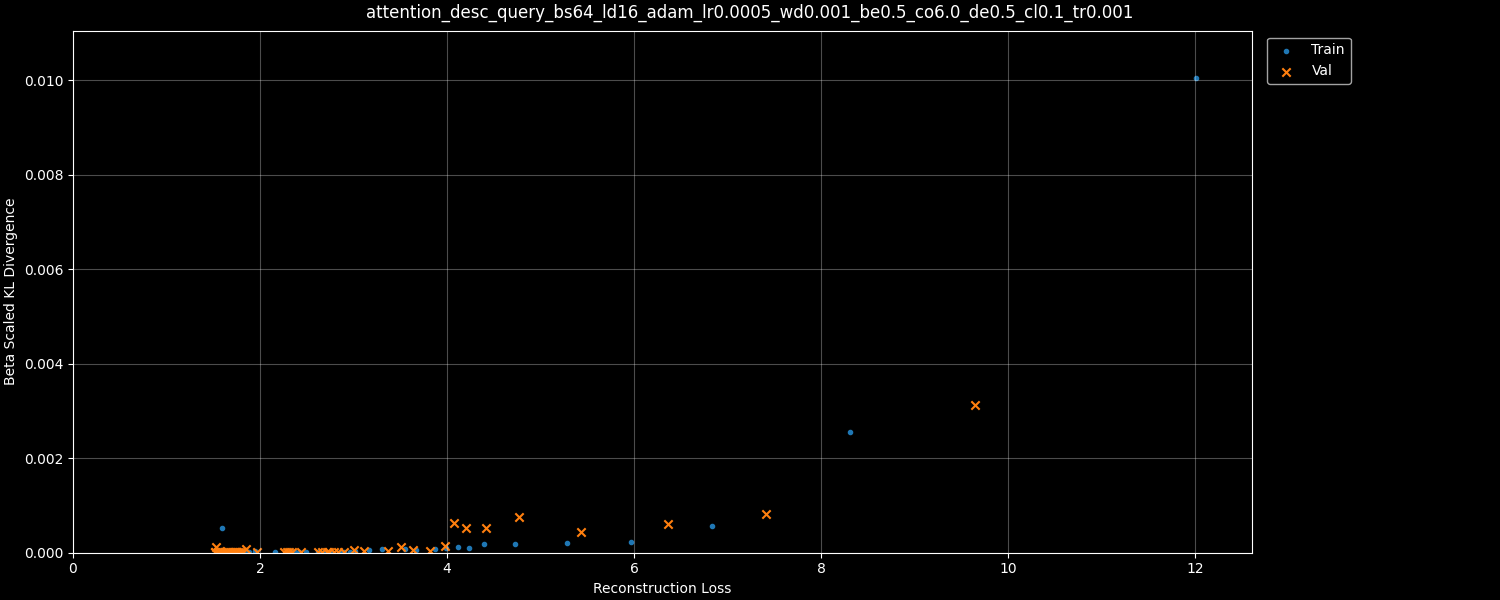 attention_desc_query_bs64_ld16_adam_lr0.0005_wd0.001_be0.5_co6.0_de0.5_cl0.1_tr0.001
Train
Val
Beta Scaled KL Divergence
0.010
0.008
0.006
0.004
0.002
0.000
0 2 4 6 8 10 12
Reconstruction Loss